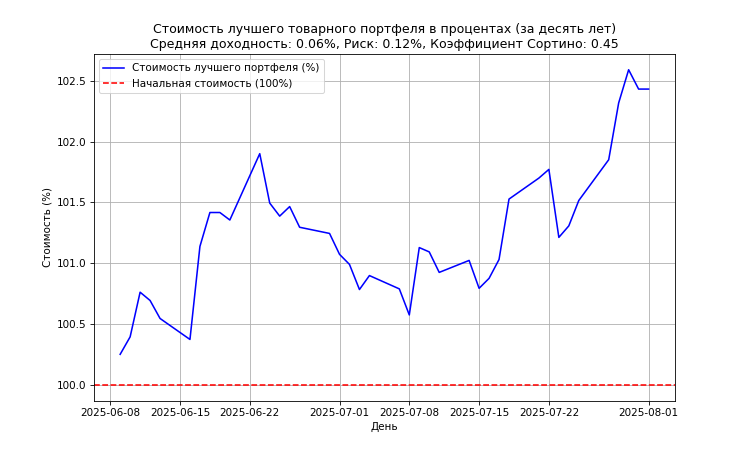 Стоимость лучшего товарного портфеля в процентах (за десять лет)
Средняя доходность: 0.06%, Риск: 0.12%, Коэффициент Сортино: 0.45
Стоимость лучшего портфеля (%)
Начальная стоимость (100%)
Стоимость (%)
102.5
102.0
101.5
101.0
100.5
100.0
2025-06-08 2025-06-15 2025-06-22 2025-07-01 2025-07-08 2025-07-15 2025-07-22 2025-08-01
День